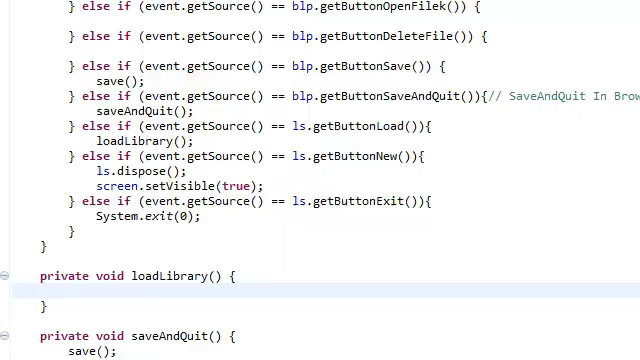 } else if (event.getSource() == blp.getButtonOpenFilek()) {
} else if (event.getSource() == blp.getButtonDeleteFile()) {
} else if (event.getSource() == blp.getButtonSave()) {
save();
} else if (event.getSource() == blp.getButtonSaveAndQuit()){// SaveAndQuit In Brow
saveAndQuit();
} else if (event.getSource() == ls.getButtonLoad()){
loadLibrary();
} else if (event.getSource() == ls.getButtonNew()){
ls.dispose();
screen.setVisible(true);
} else if (event.getSource() == ls.getButtonExit()){
System.exit(0);
}
}
private void loadLibrary() {
}
private void saveAndQuit() {
save();